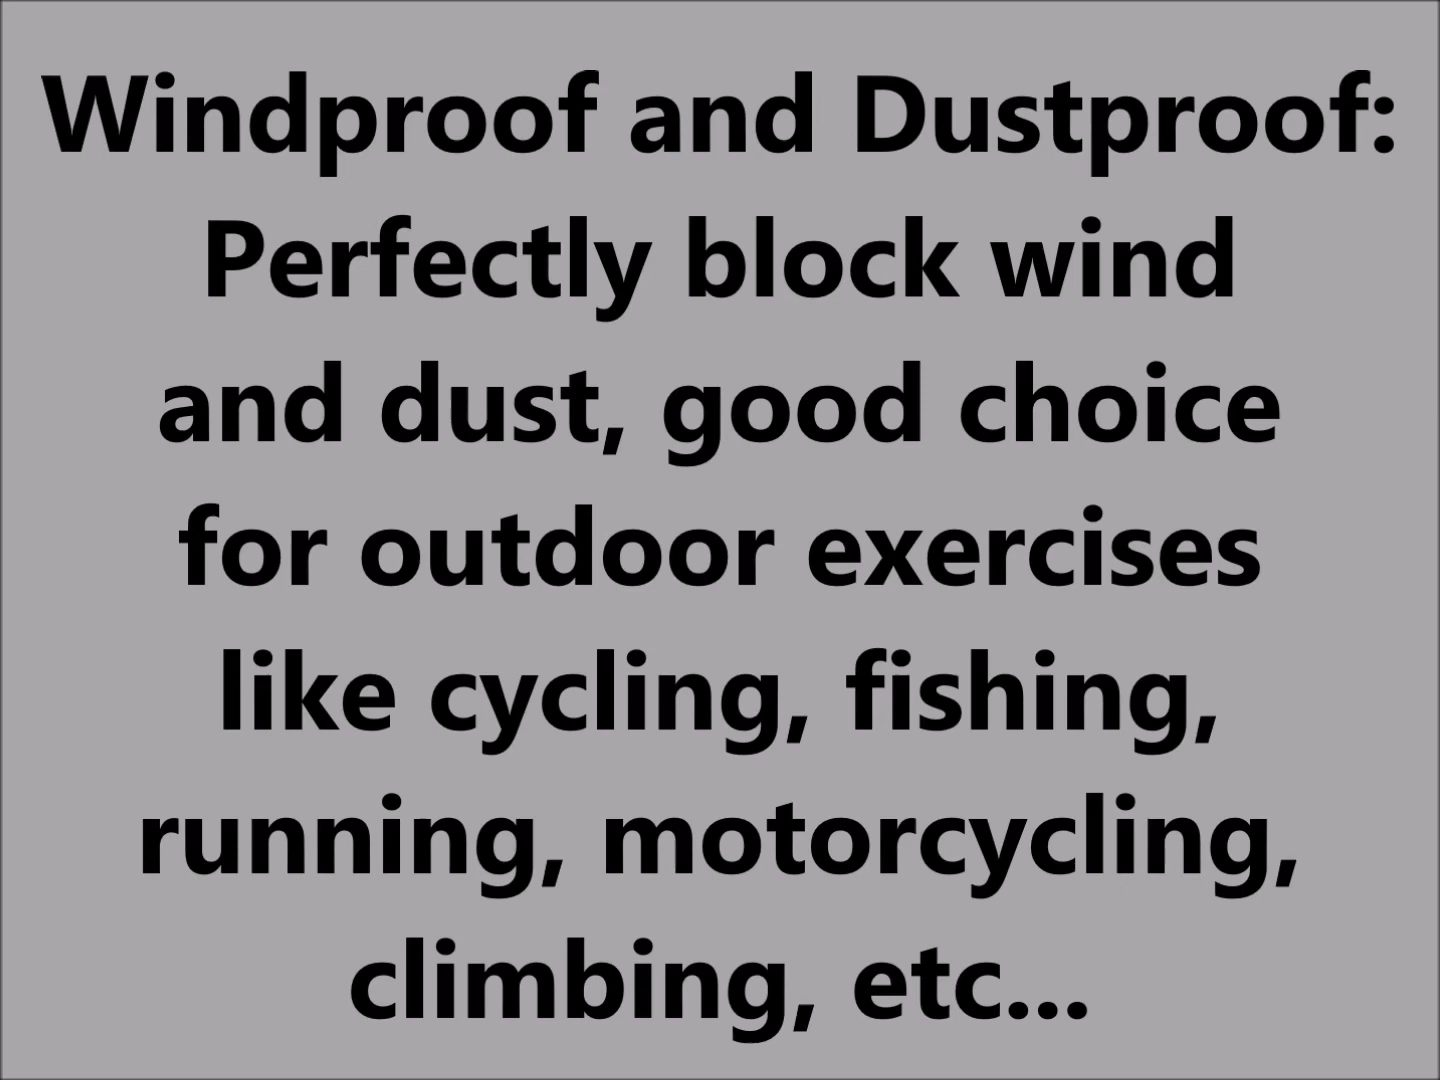 Windproof and Dustproof:
Perfectly block wind
and dust, good choice
for outdoor exercises
like cycling, fishing,
running, motorcycling,
climbing, etc...